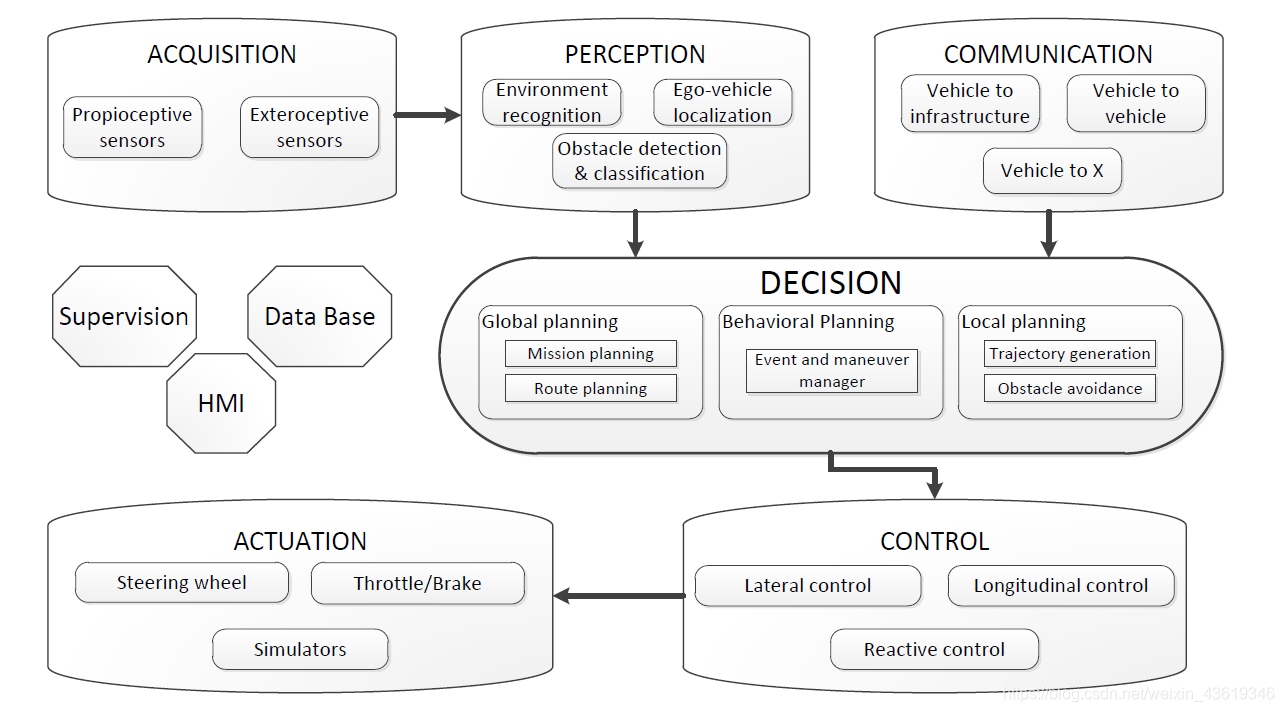 ACQUISITION
Propioceptive
sensors
Exteroceptive
sensors
PERCEPTION
Environment
recognition
Ego-vehicle
localization
Obstacle detection
& classification
COMMUNICATION
Vehicle to
infrastructure
Vehicle to
vehicle
Vehicle to X
Supervision
Data Base
HMI
DECISION
Global planning
Mission planning
Route planning
Behavioral Planning
Event and maneuver
manager
Local planning
Trajectory generation
Obstacle avoidance
ACTUATION
Steering wheel
Throttle/Brake
Simulators
CONTROL
Lateral control
Longitudinal control
Reactive control
https://blog.csdn.net/weixin_43619346